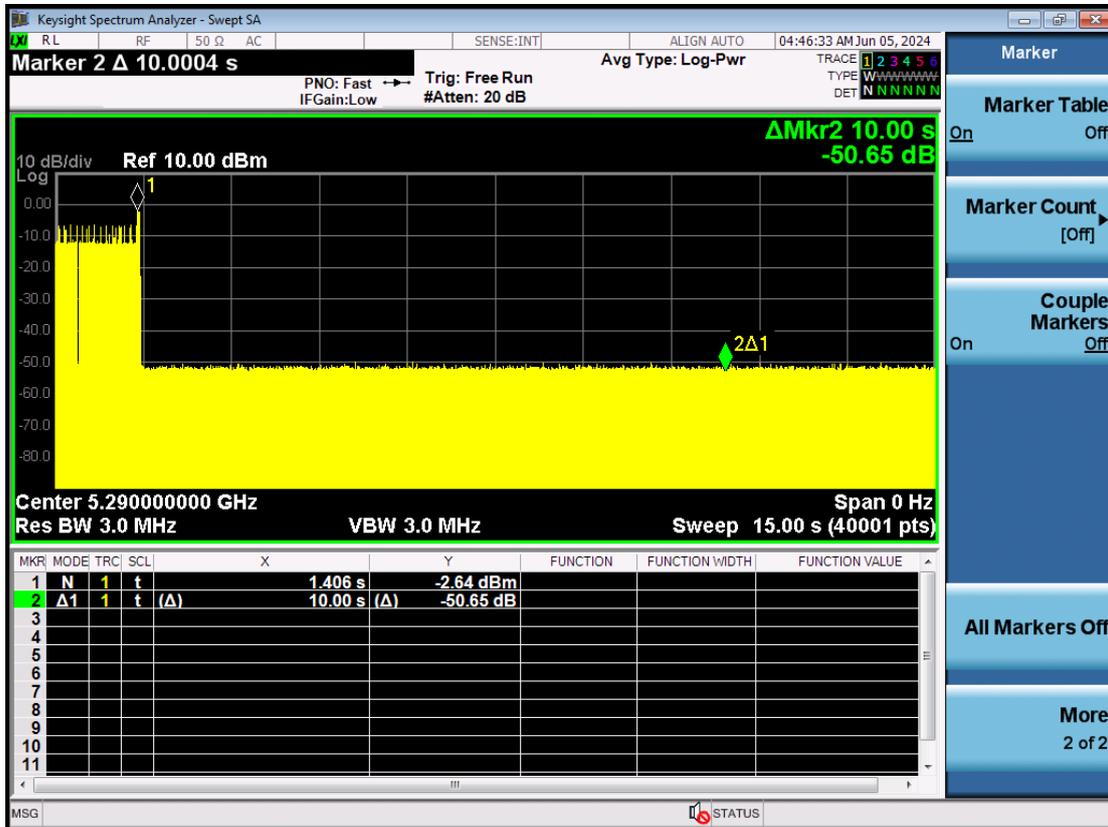 Keysight Spectrum Analyzer - Swept SA
LXI RL RF 50 Ω AC SENSE:INT ALIGN AUTO 04:46:33 AM Jun 05, 2024
Marker 2 Δ 10.0004 s
PNO: Fast
IFGain:Low
Trig: Free Run
#Atten: 20 dB
Avg Type: Log-Pwr
TRACE 1 2 3 4 5 6
TYPE WWWWWW
DET N N N N N N
ΔMkr2 10.00 s
-50.65 dB
10 dB/div Ref 10.00 dBm
Log
1
0.00
-10.0
-20.0
-30.0
-40.0
2Δ1
-50.0
-60.0
-70.0
-80.0
Center 5.290000000 GHz Span 0 Hz
Res BW 3.0 MHz VBW 3.0 MHz Sweep 15.00 s (40001 pts)
MKR MODE TRC SCL X Y FUNCTION FUNCTION WIDTH FUNCTION VALUE
1 N 1 t 1.406 s -2.64 dBm
2 Δ1 1 t (Δ) 10.00 s (Δ) -50.65 dB
3
4
5
6
7
8
9
10
11
MSG STATUS
Marker
Marker Table
On Off
Marker Count
[Off]
Couple
Markers
On Off
All Markers Off
More
2 of 2